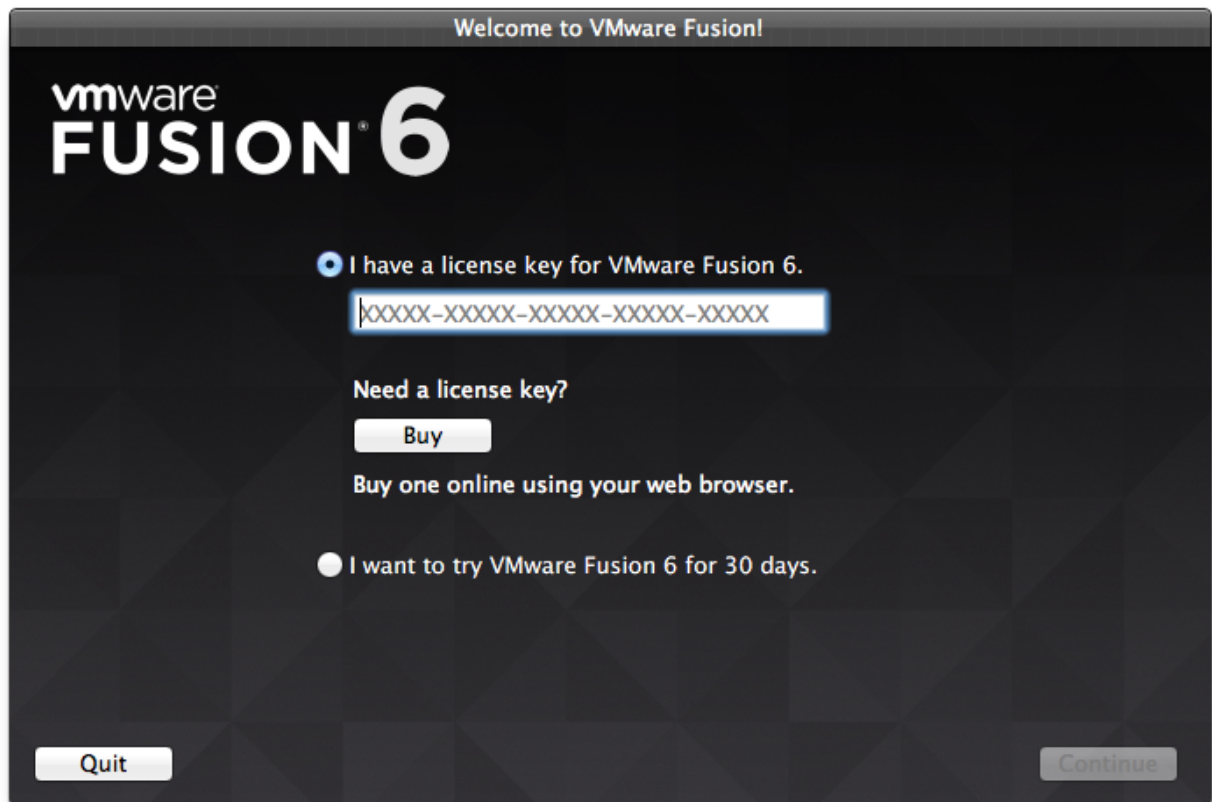 Welcome to VMware Fusion!
vmware
FUSION® 6
I have a license key for VMware Fusion 6.
XXXXX-XXXXX-XXXXX-XXXXX-XXXXX
Need a license key?
Buy
Buy one online using your web browser.
I want to try VMware Fusion 6 for 30 days.
Quit
Continue